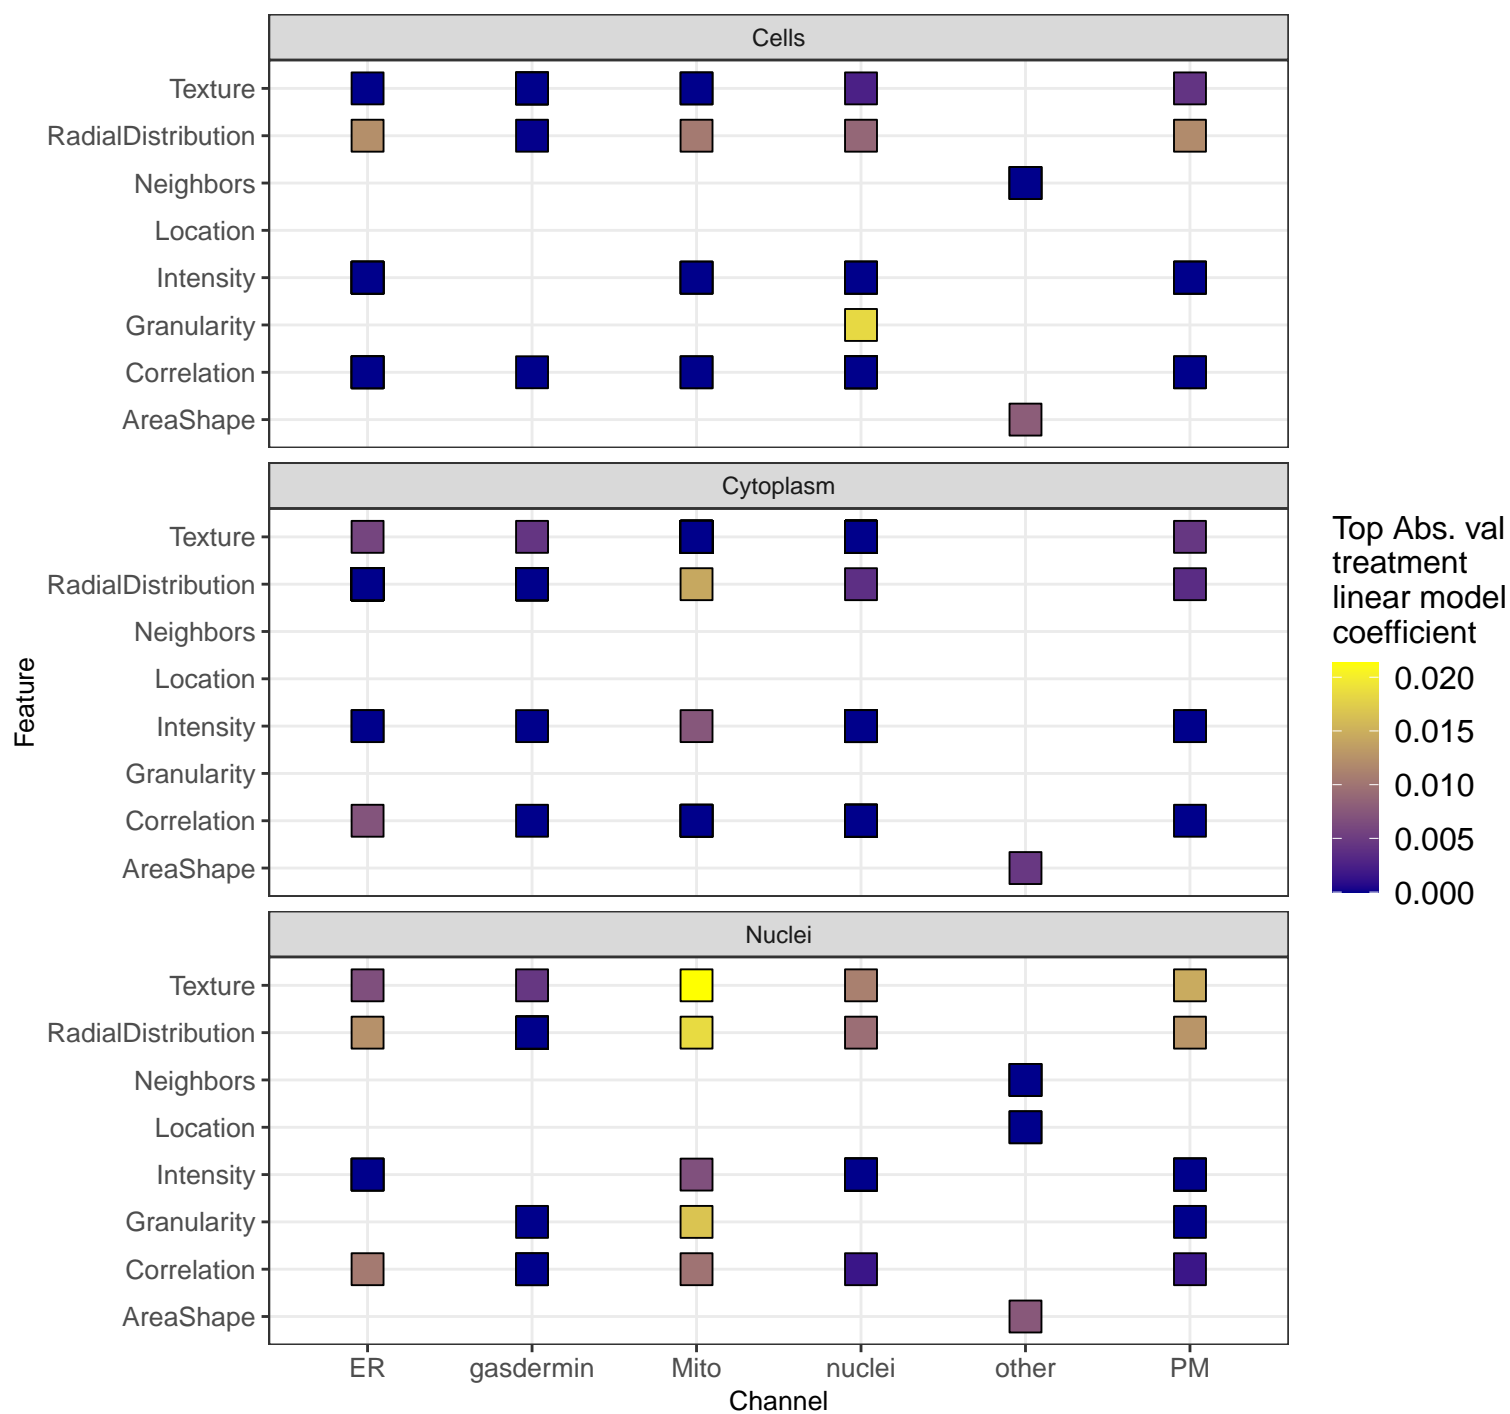 Cells
Texture
RadialDistribution
Neighbors
Location
Intensity
Granularity
Correlation
AreaShape
Cytoplasm
Texture
RadialDistribution
Neighbors
Location
Intensity
Granularity
Correlation
AreaShape
Nuclei
Texture
RadialDistribution
Neighbors
Location
Intensity
Granularity
Correlation
AreaShape
ER gasdermin Mito nuclei other PM
Channel
Feature
Top Abs. val
treatment
linear model
coefficient
0.020
0.015
0.010
0.005
0.000